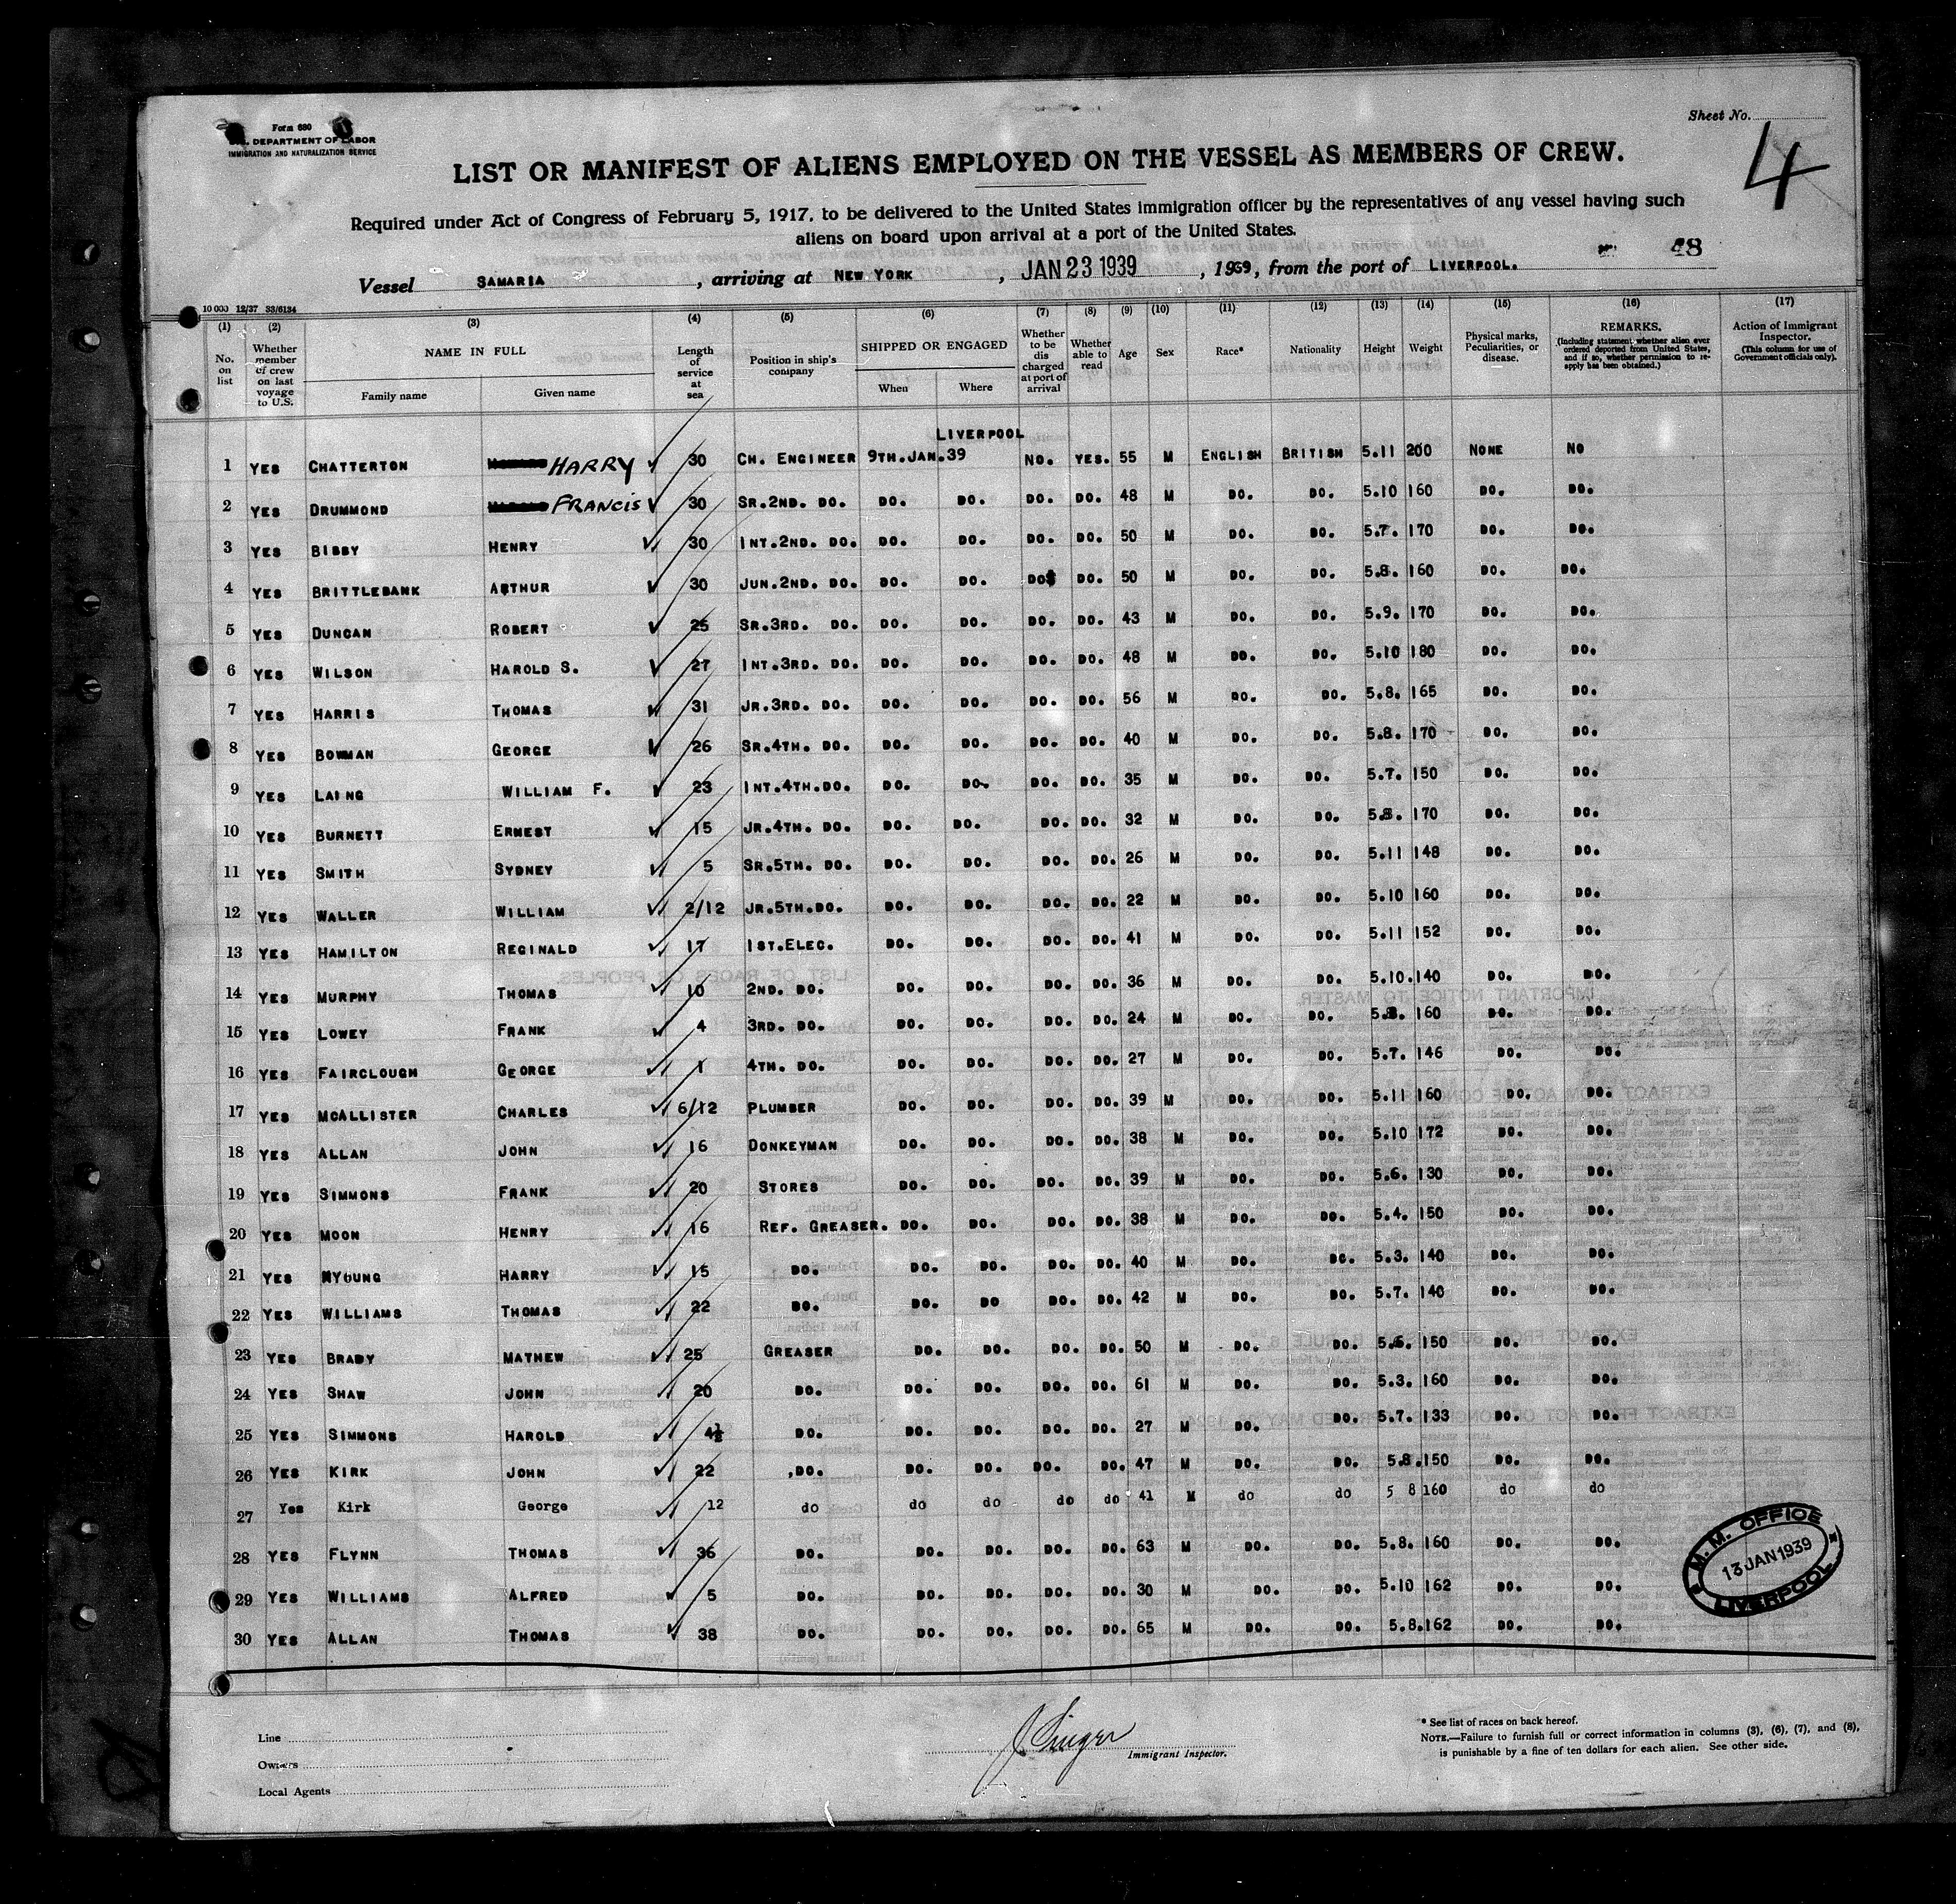 Form 680
U.S. DEPARTMENT OF LABOR
IMMIGRATION AND NATURALIZATION SERVICE
Sheet No.
4
LIST OR MANIFEST OF ALIENS EMPLOYED ON THE VESSEL AS MEMBERS OF CREW.
Required under Act of Congress of February 5, 1917, to be delivered to the United States immigration officer by the representatives of any vessel having such
aliens on board upon arrival at a port of the United States.
48
Vessel SAMARIA, arriving at NEW YORK, JAN 23 1939, 1939, from the port of LIVERPOOL.
10 000 12/37 33/6134
(1) (2) (3) (4) (5) (6) (7) (8) (9) (10) (11) (12) (13) (14) (15) (16) (17)
No. on list
Whether member of crew on last voyage to U.S.
NAME IN FULL
Family name
Given name
Length of service at sea
Position in ship's company
SHIPPED OR ENGAGED
When
Where
Whether to be dis charged at port of arrival
Whether able to read
Age
Sex
Race*
Nationality
Height
Weight
Physical marks, Peculiarities, or disease.
REMARKS.
(Including statement whether alien ever ordered deported from United States, and if so, whether permission to re-apply has been obtained.)
Action of Immigrant Inspector.
(This column for use of Government officials only).
LIVERPOOL
1 YES CHATTERTON HARRY 30 CH. ENGINEER 9TH.JAN.39 NO. YES. 55 M ENGLISH BRITISH 5.11 200 NONE NO
2 YES DRUMMOND FRANCIS 30 SR.2ND. DO. DO. DO. DO. DO. 48 M DO. DO. 5.10 160 DO. DO.
3 YES BIBBY HENRY 30 INT.2ND. DO. DO. DO. DO. DO. 50 M DO. DO. 5.7. 170 DO. DO.
4 YES BRITTLEBANK ARTHUR 30 JUN.2ND. DO. DO. DO. DO. DO. 50 M DO. DO. 5.8. 160 DO. DO.
5 YES DUNCAN ROBERT 25 SR.3RD. DO. DO. DO. DO. DO. 43 M DO. DO. 5.9. 170 DO. DO.
6 YES WILSON HAROLD S. 27 INT.3RD. DO. DO. DO. DO. DO. 48 M DO. DO. 5.10 180 DO. DO.
7 YES HARRIS THOMAS 31 JR.3RD. DO. DO. DO. DO. DO. 56 M DO. DO. 5.8. 165 DO. DO.
8 YES BOWMAN GEORGE 26 SR.4TH. DO. DO. DO. DO. DO. 40 M DO. DO. 5.8. 170 DO. DO.
9 YES LAING WILLIAM F. 23 INT.4TH.DO. DO. DO. DO. DO. 35 M DO. DO. 5.7. 150 DO. DO.
10 YES BURNETT ERNEST 15 JR.4TH. DO. DO. DO. DO. DO. 32 M DO. DO. 5.8. 170 DO. DO.
11 YES SMITH SYDNEY 5 SR.5TH. DO. DO. DO. DO. DO. 26 M DO. DO. 5.11 148 DO. DO.
12 YES WALLER WILLIAM 2/12 JR.5TH.DO. DO. DO. DO. DO. 22 M DO. DO. 5.10 160 DO. DO.
13 YES HAMILTON REGINALD 17 1ST.ELEC. DO. DO. DO. DO. 41 M DO. DO. 5.11 152 DO. DO.
14 YES MURPHY THOMAS 10 2ND. DO. DO. DO. DO. DO. 36 M DO. DO. 5.10. 140 DO. DO.
15 YES LOWEY FRANK 4 3RD. DO. DO. DO. DO. DO. 24 M DO. DO. 5.8. 160 DO. DO.
16 YES FAIRCLOUGH GEORGE 1 4TH. DO. DO. DO. DO. DO. 27 M DO. DO. 5.7. 146 DO. DO.
17 YES MCALLISTER CHARLES 6/12 PLUMBER DO. DO. DO. DO. 39 M DO. DO. 5.11 160 DO. DO.
18 YES ALLAN JOHN 16 DONKEYMAN DO. DO. DO. DO. 38 M DO. DO. 5.10 172 DO. DO.
19 YES SIMMONS FRANK 20 STORES DO. DO. DO. DO. 39 M DO. DO. 5.6. 130 DO. DO.
20 YES MOON HENRY 16 REF. GREASER. DO. DO. DO. DO. 38 M DO. DO. 5.4. 150 DO. DO.
21 YES YOUNG HARRY 15 DO. DO. DO. DO. DO. 40 M DO. DO. 5.3. 140 DO. DO.
22 YES WILLIAMS THOMAS 22 DO. DO. DO DO. DO. 42 M DO. DO. 5.7. 140 DO. DO.
23 YES BRADY MATHEW 25 GREASER DO. DO. DO. DO. 50 M DO. DO. 5.6. 150 DO. DO.
24 YES SHAW JOHN 20 DO. DO. DO. DO. DO. 61 M DO. DO. 5.3. 160 DO. DO.
25 YES SIMMONS HAROLD 4½ DO. DO. DO. DO. DO. 27 M DO. DO. 5.7. 133 DO. DO.
26 YES KIRK JOHN 22 DO. DO. DO. DO. DO. 47 M DO. DO. 5.8.150 DO. DO.
27 Yes Kirk George 12 do do do do do 41 M do do 5 8 160 do do
28 YES FLYNN THOMAS 36 DO. DO. DO. DO. DO. 63 M DO. DO. 5.8. 160 DO. DO.
29 YES WILLIAMS ALFRED 5 DO. DO. DO. DO. DO. 30 M DO. DO. 5.10 162 DO. DO.
30 YES ALLAN THOMAS 38 DO. DO. DO. DO. DO. 65 M DO. DO. 5.8.162 DO. DO.
M.M. OFFICE
13 JAN 1939
LIVERPOOL
Line
Owners
Local Agents
J Singer
Immigrant Inspector.
* See list of races on back hereof.
NOTE.—Failure to furnish full or correct information in columns (3), (6), (7), and (8),
is punishable by a fine of ten dollars for each alien. See other side.